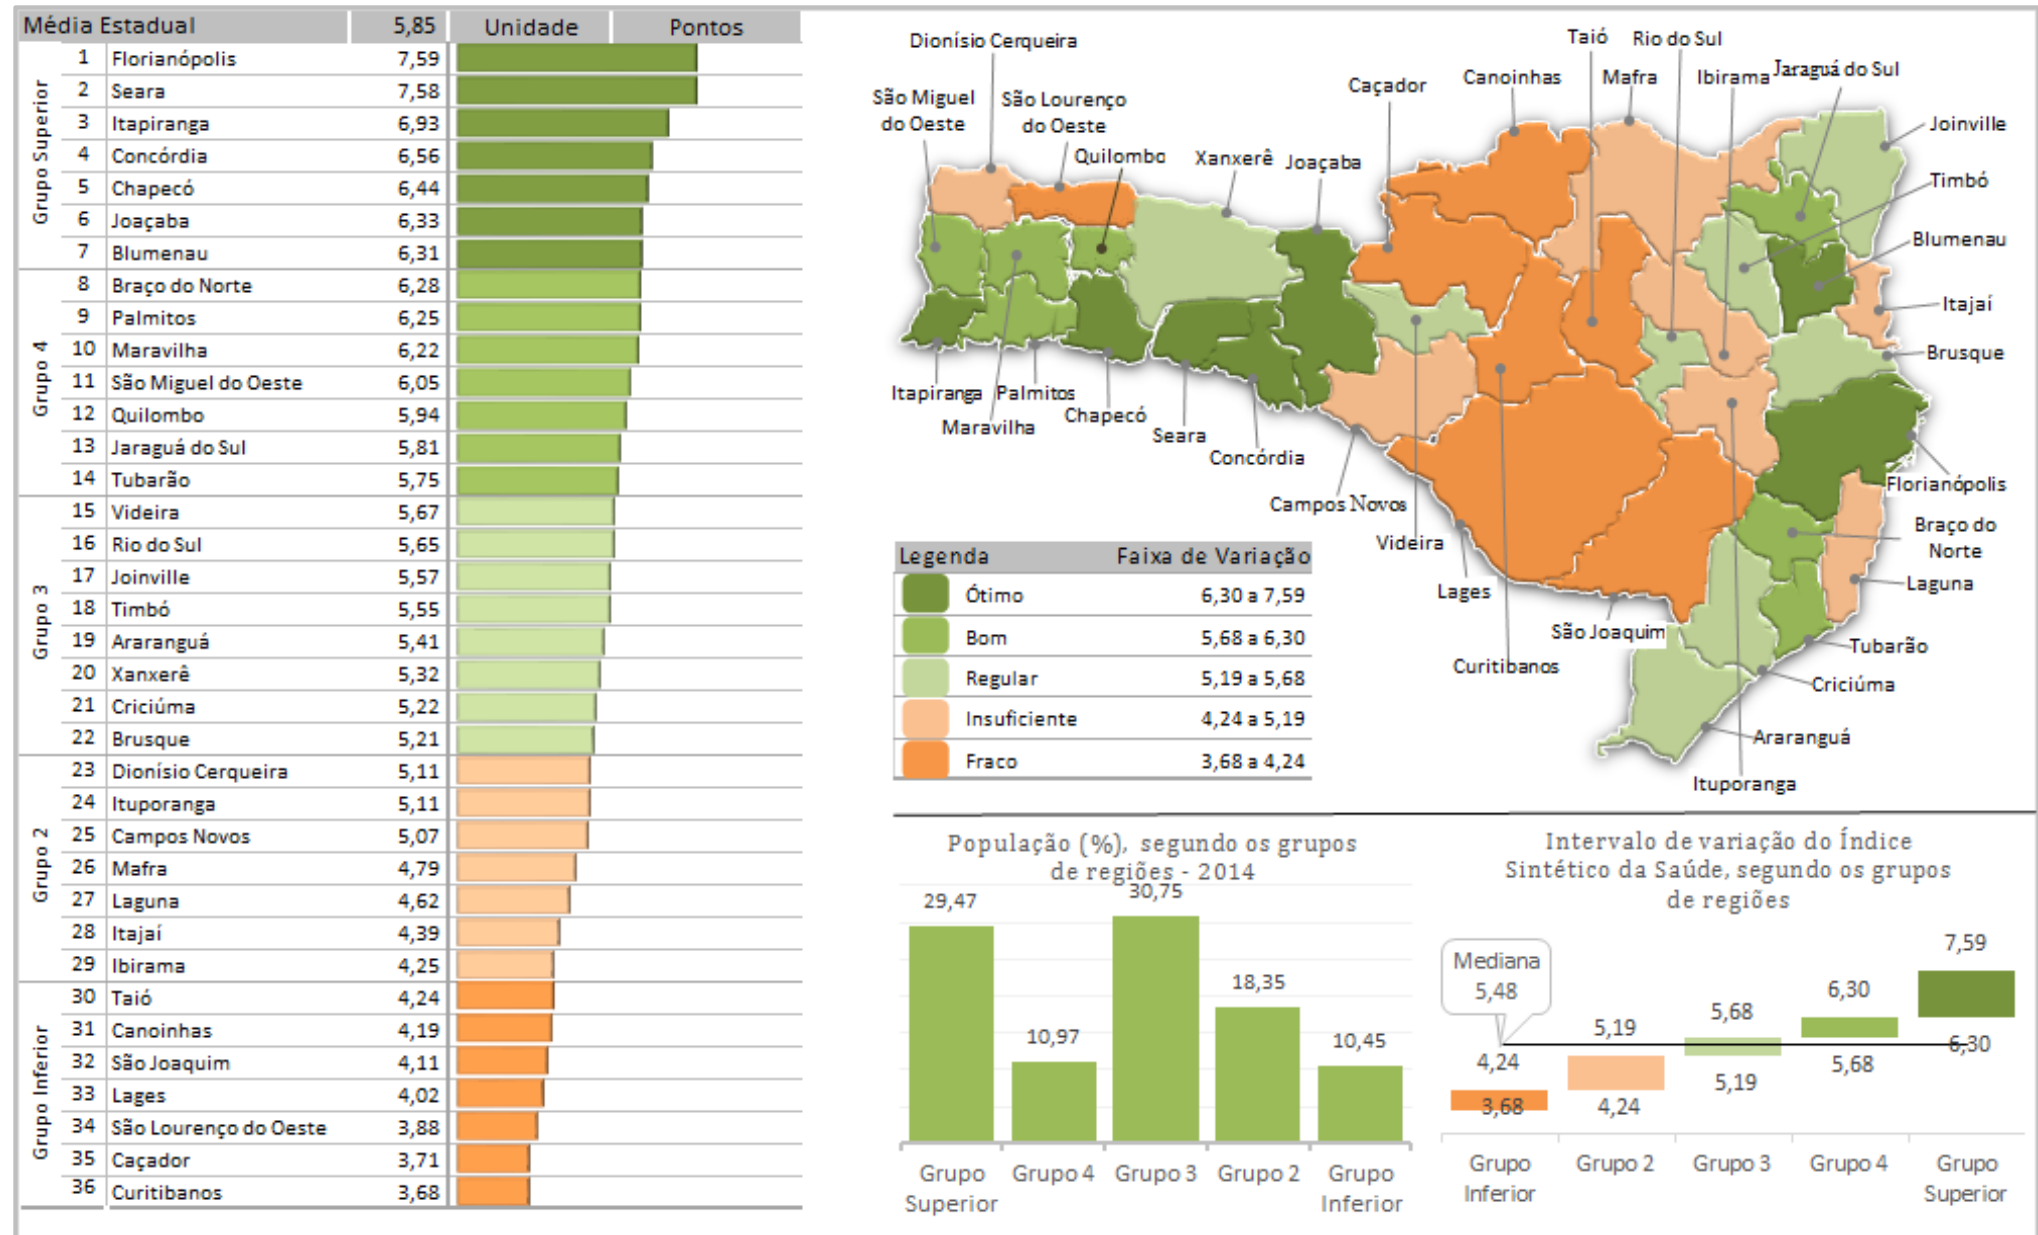 Média Estadual 5,85 Unidade Pontos
Grupo Superior
1 Florianópolis 7,59
2 Seara 7,58
3 Itapiranga 6,93
4 Concórdia 6,56
5 Chapecó 6,44
6 Joaçaba 6,33
7 Blumenau 6,31
Grupo 4
8 Braço do Norte 6,28
9 Palmitos 6,25
10 Maravilha 6,22
11 São Miguel do Oeste 6,05
12 Quilombo 5,94
13 Jaraguá do Sul 5,81
14 Tubarão 5,75
Grupo 3
15 Videira 5,67
16 Rio do Sul 5,65
17 Joinville 5,57
18 Timbó 5,55
19 Araranguá 5,41
20 Xanxerê 5,32
21 Criciúma 5,22
22 Brusque 5,21
Grupo 2
23 Dionísio Cerqueira 5,11
24 Ituporanga 5,11
25 Campos Novos 5,07
26 Mafra 4,79
27 Laguna 4,62
28 Itajaí 4,39
29 Ibirama 4,25
Grupo Inferior
30 Taió 4,24
31 Canoinhas 4,19
32 São Joaquim 4,11
33 Lages 4,02
34 São Lourenço do Oeste 3,88
35 Caçador 3,71
36 Curitibanos 3,68
Dionísio Cerqueira
Taió
Rio do Sul
Caçador
Canoinhas
Mafra
Ibirama
Jaraguá do Sul
São Miguel
do Oeste
São Lourenço
do Oeste
Quilombo
Xanxerê
Joaçaba
Joinville
Timbó
Blumenau
Itajaí
Brusque
Itapiranga
Palmitos
Maravilha
Chapecó
Seara
Concórdia
Campos Novos
Videira
Lages
Florianópolis
Braço do
Norte
Laguna
São Joaquim
Curitibanos
Tubarão
Criciúma
Araranguá
Ituporanga
Legenda Faixa de Variação
Ótimo 6,30 a 7,59
Bom 5,68 a 6,30
Regular 5,19 a 5,68
Insuficiente 4,24 a 5,19
Fraco 3,68 a 4,24
População (%), segundo os grupos
de regiões - 2014
29,47
10,97
30,75
18,35
10,45
Grupo
Superior
Grupo 4
Grupo 3
Grupo 2
Grupo
Inferior
Intervalo de variação do Índice
Sintético da Saúde, segundo os grupos
de regiões
Mediana
5,48
4,24
3,68
5,19
4,24
5,68
5,19
6,30
5,68
7,59
6,30
Grupo
Inferior
Grupo 2
Grupo 3
Grupo 4
Grupo
Superior